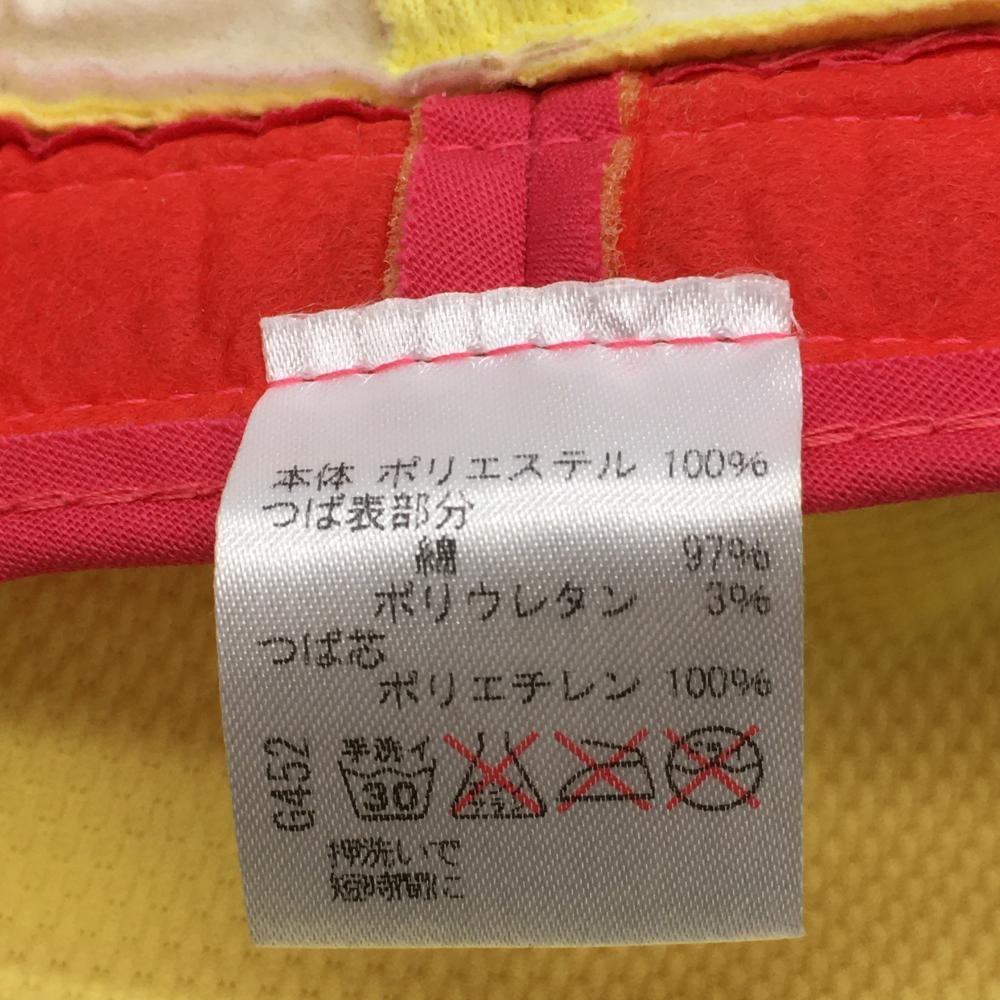 本体 ポリエステル 100%
つば表部分
綿 97%
ポリウレタン 3%
つば芯
ポリエチレン 100%
G452
手洗イ
30
押洗いで
短時間に